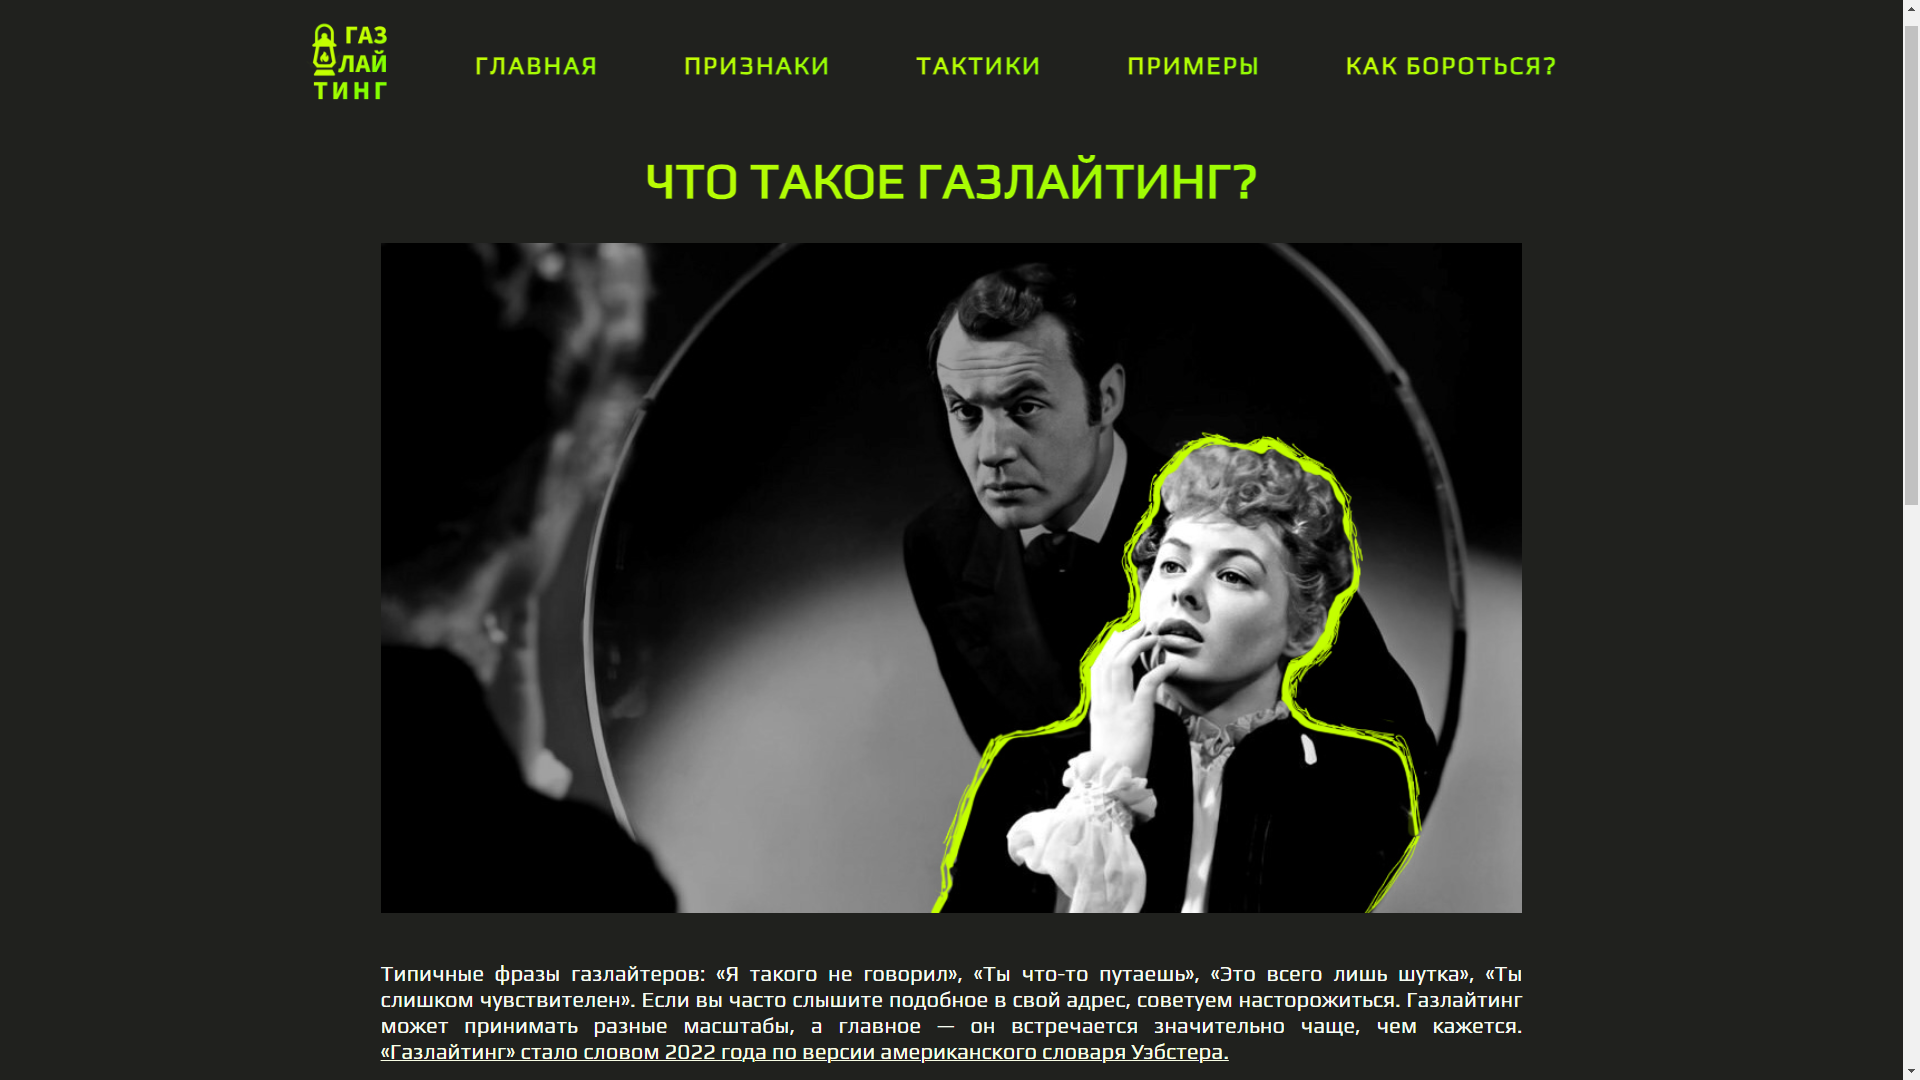 ГАЗ
ЛАЙ
ТИНГ
ГЛАВНАЯ ПРИЗНАКИ ТАКТИКИ ПРИМЕРЫ КАК БОРОТЬСЯ?
ЧТО ТАКОЕ ГАЗЛАЙТИНГ?
Типичные фразы газлайтеров: «Я такого не говорил», «Ты что-то путаешь», «Это всего лишь шутка», «Ты
слишком чувствителен». Если вы часто слышите подобное в свой адрес, советуем насторожиться. Газлайтинг
может принимать разные масштабы, а главное — он встречается значительно чаще, чем кажется.
«Газлайтинг» стало словом 2022 года по версии американского словаря Уэбстера.